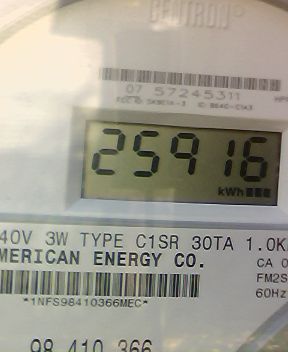 CENTRON®
07 57245311
25916
kWh
40V 3W TYPE C1SR 30TA 1.0K
MERICAN ENERGY CO.
CA 0
FM2S
*1NFS98410366MEC*
60Hz
98 410 366